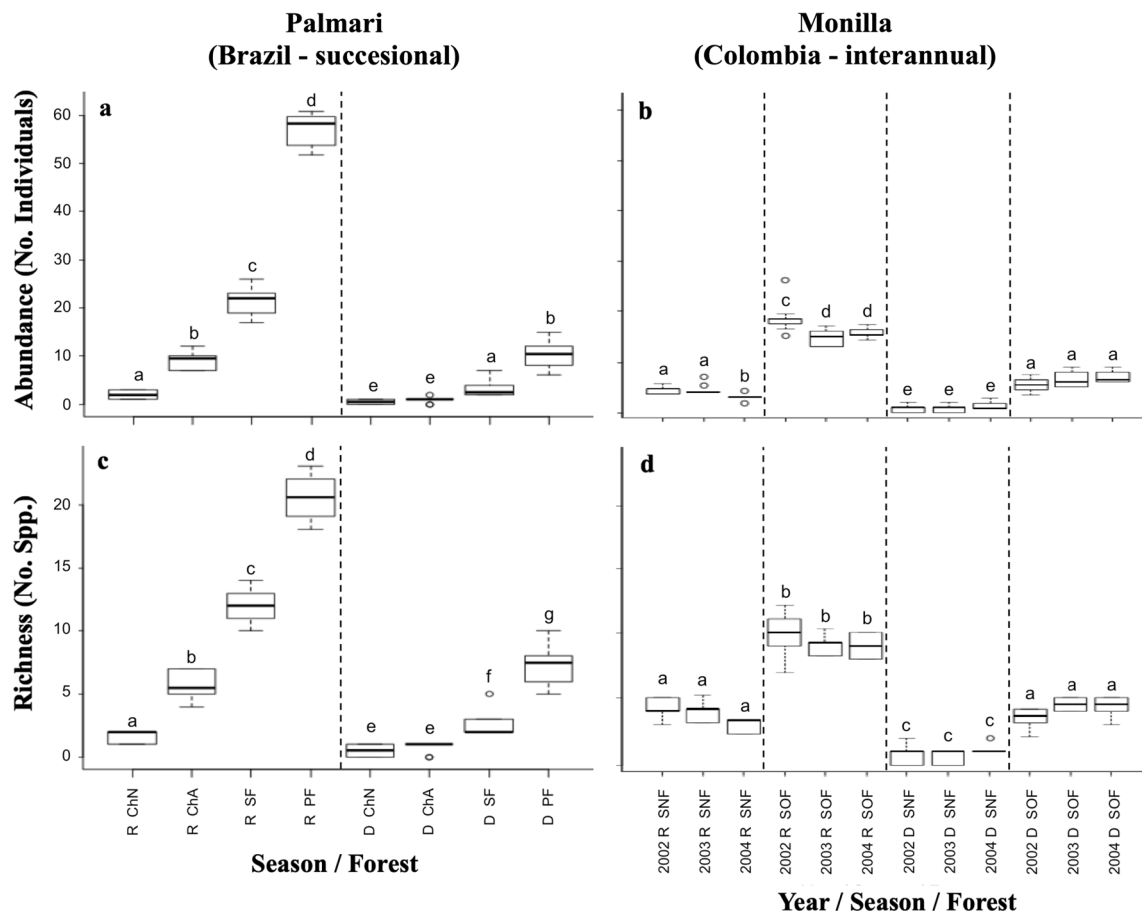 Palmari
(Brazil - succesional)
Monilla
(Colombia - interannual)
Abundance (No. Individuals)
a
60
50
40
30
20
10
0
a
b
c
d
e
e
a
b
b
a
a
b
c
d
d
e
e
e
a
a
a
Richness (No. Spp.)
c
20
15
10
5
0
a
b
c
d
e
e
f
g
d
a
a
a
b
b
b
c
c
c
a
a
a
R ChN
R ChA
R SF
R PF
D ChN
D ChA
D SF
D PF
Season / Forest
2002 R SNF
2003 R SNF
2004 R SNF
2002 R SOF
2003 R SOF
2004 R SOF
2002 D SNF
2003 D SNF
2004 D SNF
2002 D SOF
2003 D SOF
2004 D SOF
Year / Season / Forest